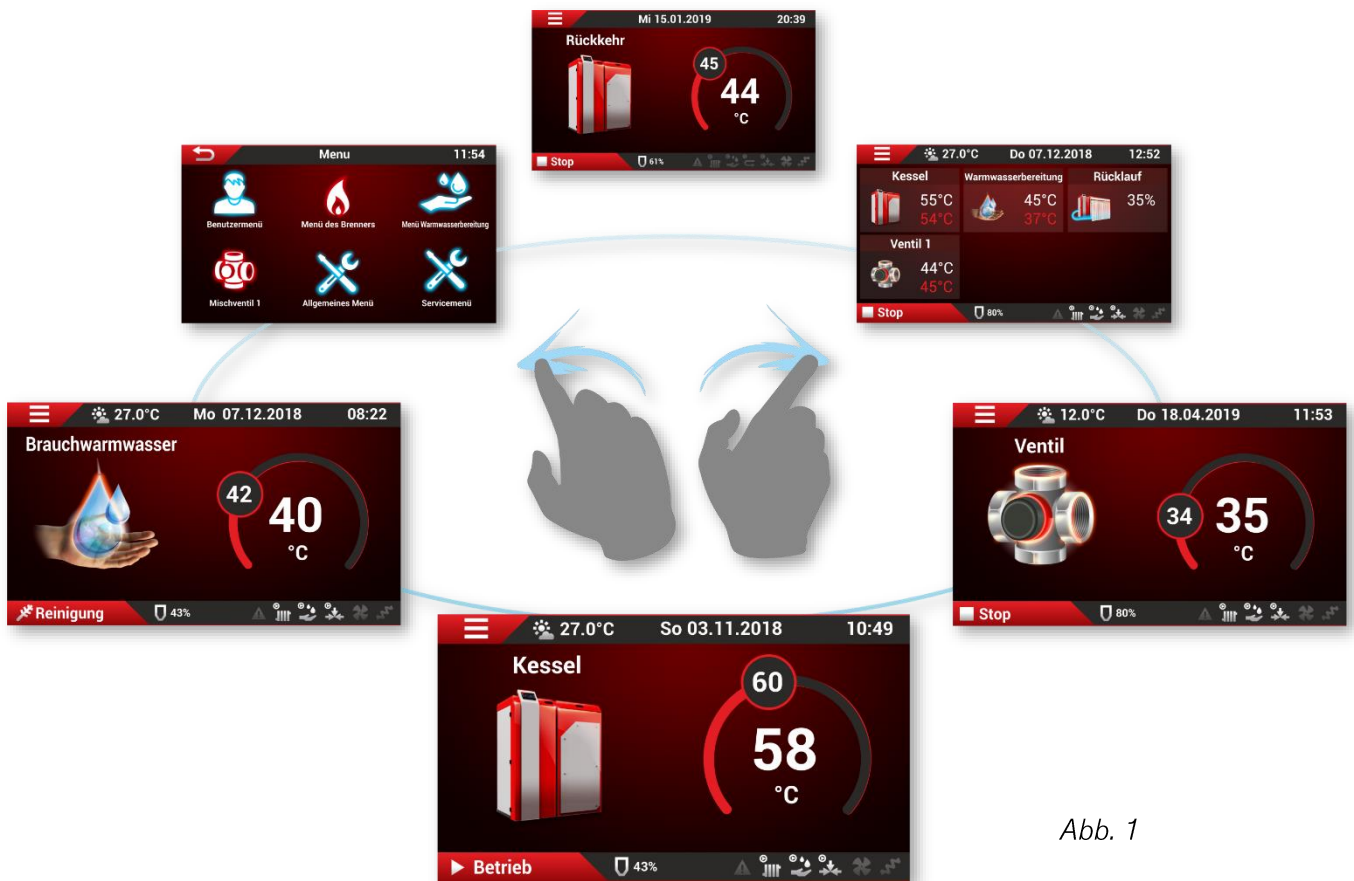 Mi 15.01.2019 20:39
Rückkehr
45
44
°C
Stop 61%
Menu 11:54
Benutzermenü Menü des Brenners Menü Warmwasserbereitung
Mischventil 1 Allgemeines Menü Servicemenü
27.0°C Do 07.12.2018 12:52
Kessel Warmwasserbereitung Rücklauf
55°C 45°C 35%
54°C 37°C
Ventil 1
44°C
45°C
Stop 80%
27.0°C Mo 07.12.2018 08:22
Brauchwarmwasser
42 40
°C
Reinigung 43%
12.0°C Do 18.04.2019 11:53
Ventil
34 35
°C
Stop 80%
27.0°C So 03.11.2018 10:49
Kessel
60
58
°C
Betrieb 43%
Abb. 1